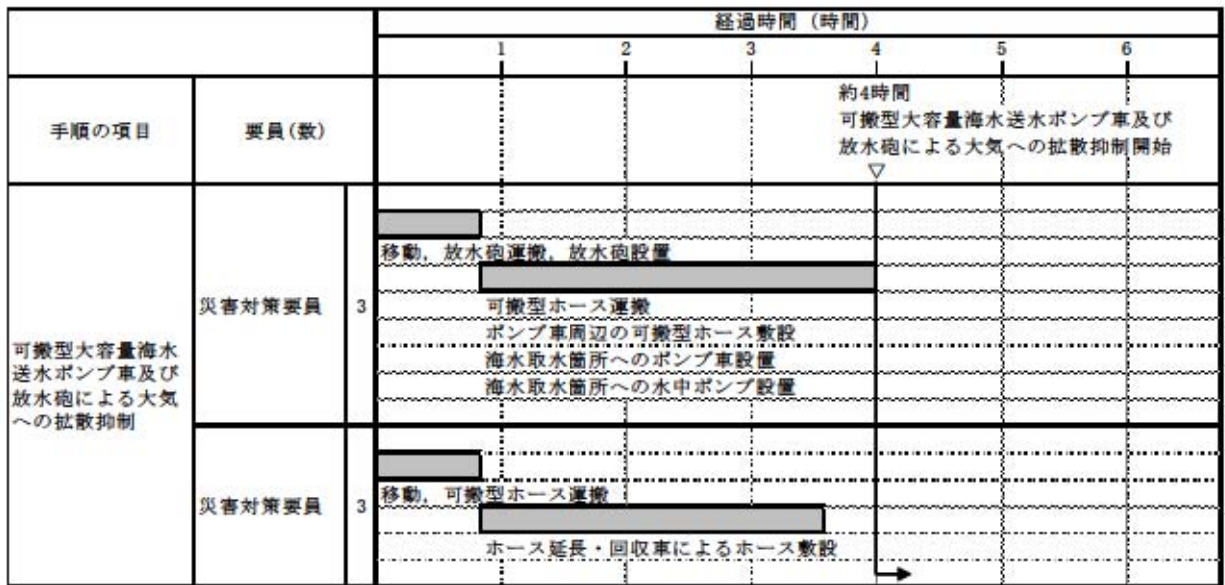 経過時間（時間）
1 2 3 4 5 6
手順の項目 要員(数)
約4時間
可搬型大容量海水送水ポンプ車及び
放水砲による大気への拡散抑制開始
▽
可搬型大容量海水
送水ポンプ車及び
放水砲による大気
への拡散抑制
災害対策要員 3
移動，放水砲運搬，放水砲設置
可搬型ホース運搬
ポンプ車周辺の可搬型ホース敷設
海水取水箇所へのポンプ車設置
海水取水箇所への水中ポンプ設置
災害対策要員 3
移動，可搬型ホース運搬
ホース延長・回収車によるホース敷設